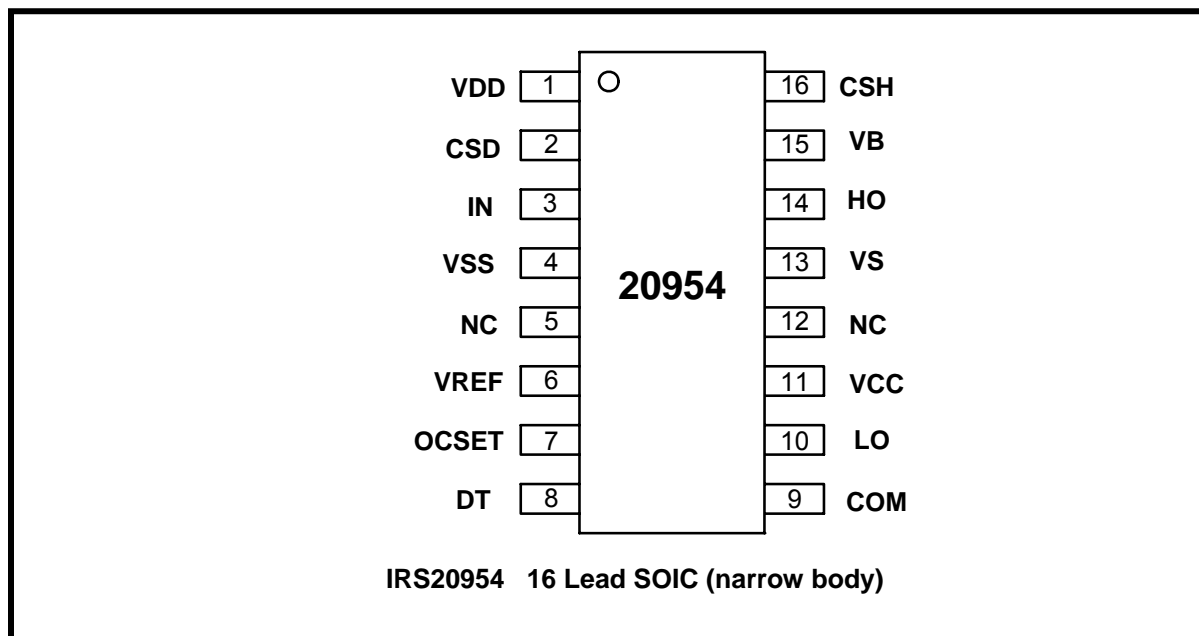 VDD 1 16 CSH
CSD 2 15 VB
IN 3 14 HO
VSS 4 13 VS
20954
NC 5 12 NC
VREF 6 11 VCC
OCSET 7 10 LO
DT 8 9 COM
IRS20954 16 Lead SOIC (narrow body)